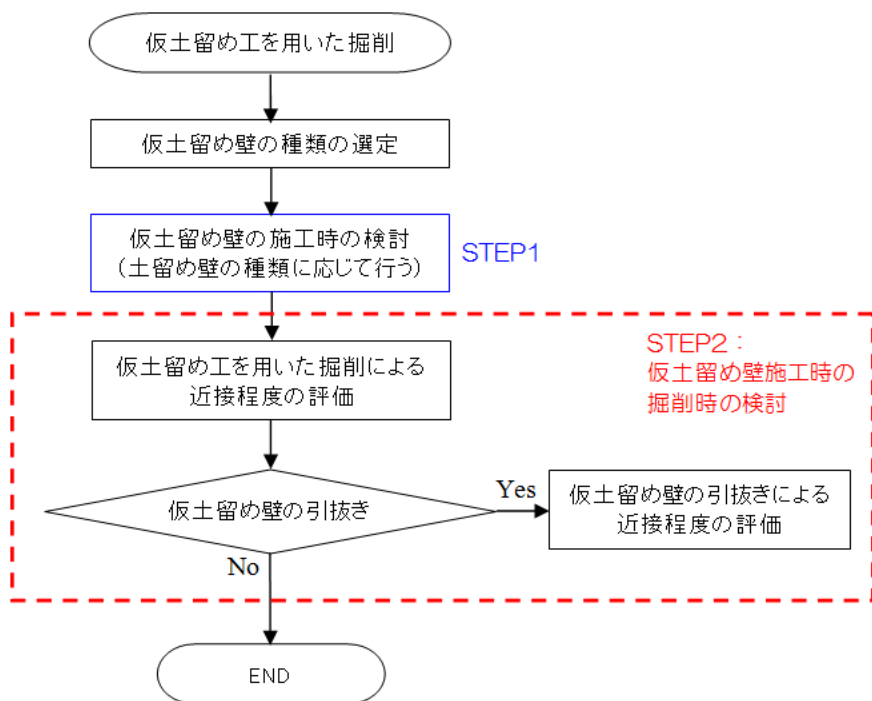 仮土留め工を用いた掘削
仮土留め壁の種類の選定
仮土留め壁の施工時の検討
(土留め壁の種類に応じて行う)
STEP1
STEP2：
仮土留め壁施工時の
掘削時の検討
仮土留め工を用いた掘削による
近接程度の評価
仮土留め壁の引抜き
Yes
仮土留め壁の引抜きによる
近接程度の評価
No
END